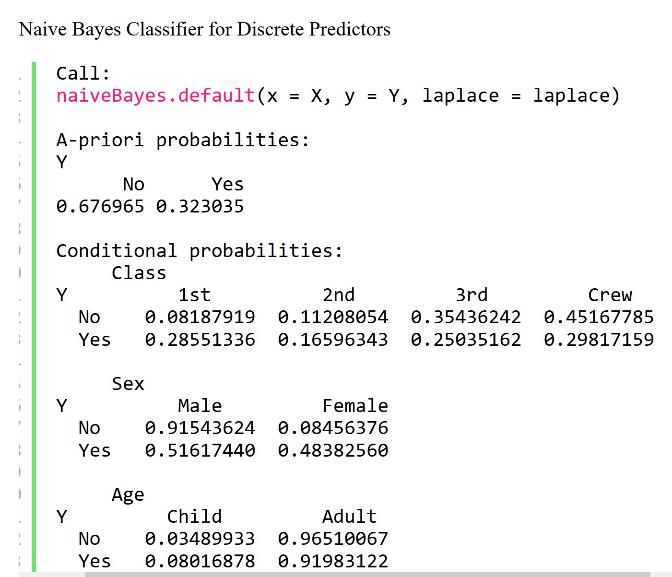 Naive Bayes Classifier for Discrete Predictors
Call:
naiveBayes.default(x = X, y = Y, laplace = laplace)
A-priori probabilities:
Y
No Yes
0.676965 0.323035
Conditional probabilities:
Class
Y 1st 2nd 3rd Crew
No 0.08187919 0.11208054 0.35436242 0.45167785
Yes 0.28551336 0.16596343 0.25035162 0.29817159
Sex
Y Male Female
No 0.91543624 0.08456376
Yes 0.51617440 0.48382560
Age
Y Child Adult
No 0.03489933 0.96510067
Yes 0.08016878 0.91983122